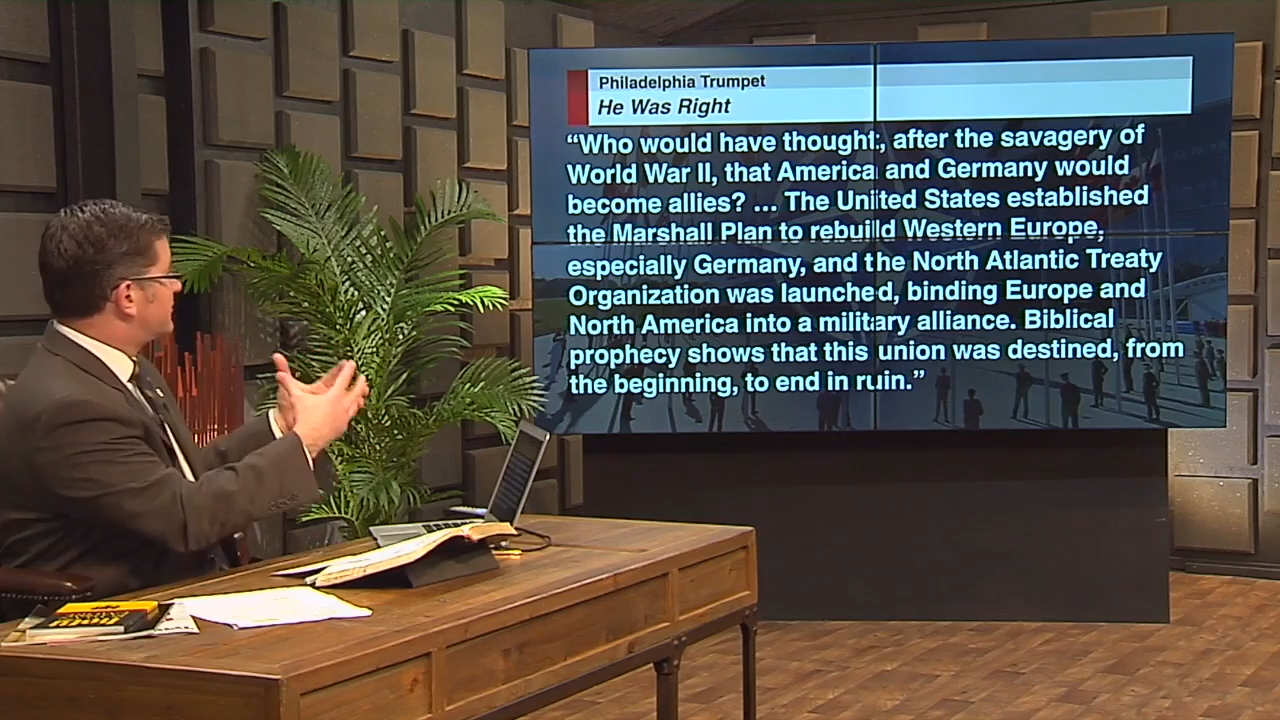 Philadelphia Trumpet
He Was Right
“Who would have thought, after the savagery of
World War II, that America and Germany would
become allies? ... The United States established
the Marshall Plan to rebuild Western Europe,
especially Germany, and the North Atlantic Treaty
Organization was launched, binding Europe and
North America into a military alliance. Biblical
prophecy shows that this union was destined, from
the beginning, to end in ruin.”